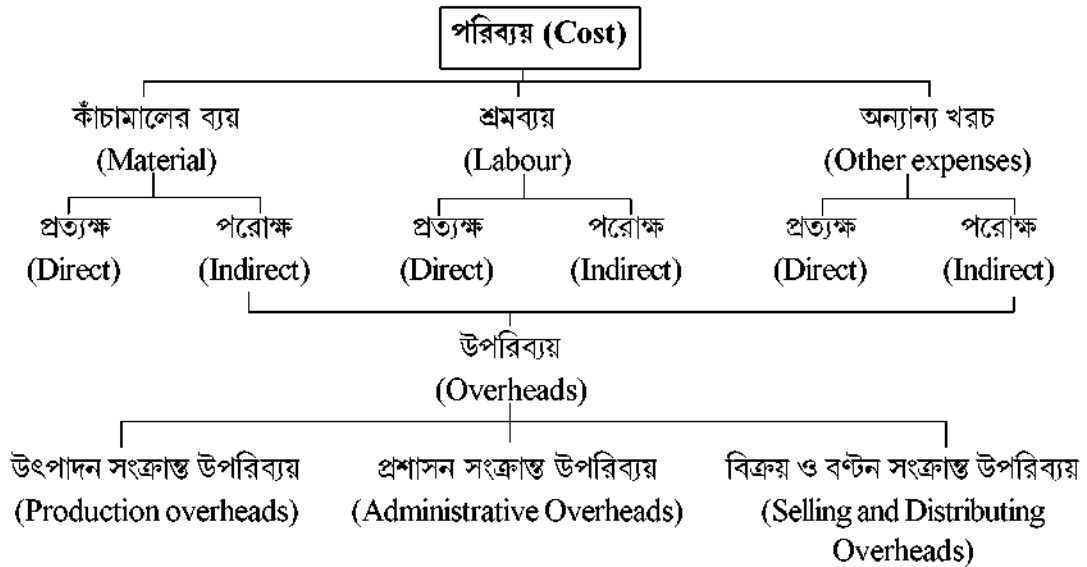 পরিব্যয় (Cost)
কাঁচামালের ব্যয় শ্রমব্যয় অন্যান্য খরচ
(Material) (Labour) (Other expenses)
প্রত্যক্ষ পরোক্ষ প্রত্যক্ষ পরোক্ষ প্রত্যক্ষ পরোক্ষ
(Direct) (Indirect) (Direct) (Indirect) (Direct) (Indirect)
উপরিব্যয়
(Overheads)
উৎপাদন সংক্রান্ত উপরিব্যয় প্রশাসন সংক্রান্ত উপরিব্যয় বিক্রয় ও বণ্টন সংক্রান্ত উপরিব্যয়
(Production overheads) (Administrative Overheads) (Selling and Distributing
Overheads)